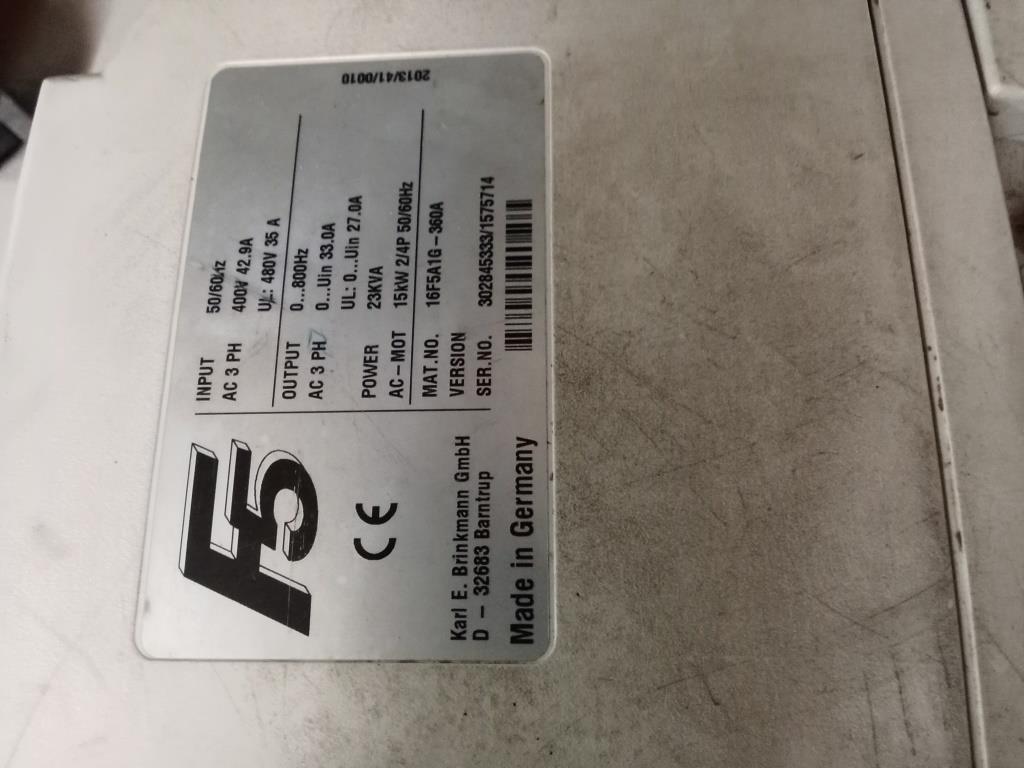 F5
CE
Karl E. Brinkmann GmbH
D – 32683 Barntrup
Made in Germany
INPUT 50/60Hz
AC 3 PH 400V 42.9A
UL: 480V 35 A
OUTPUT 0...800Hz
AC 3 PH 0...Uin 33.0A
UL: 0...Uin 27.0A
POWER 23KVA
AC–MOT 15kW 2/4P 50/60Hz
MAT.NO. 16F5A1G–360A
VERSION
SER.NO. 302845333/1575714
2013/41/0010